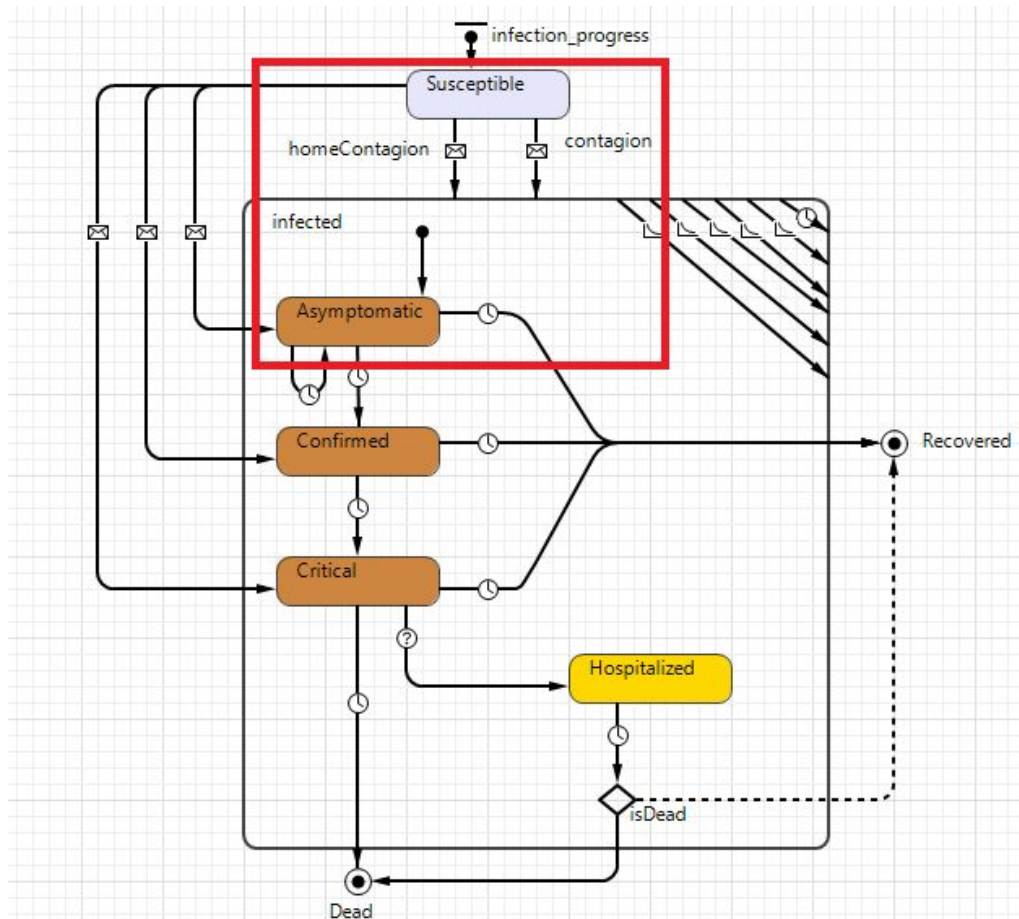 infection_progress
Susceptible
homeContagion
contagion
infected
Asymptomatic
Confirmed
Recovered
Critical
?
Hospitalized
isDead
Dead